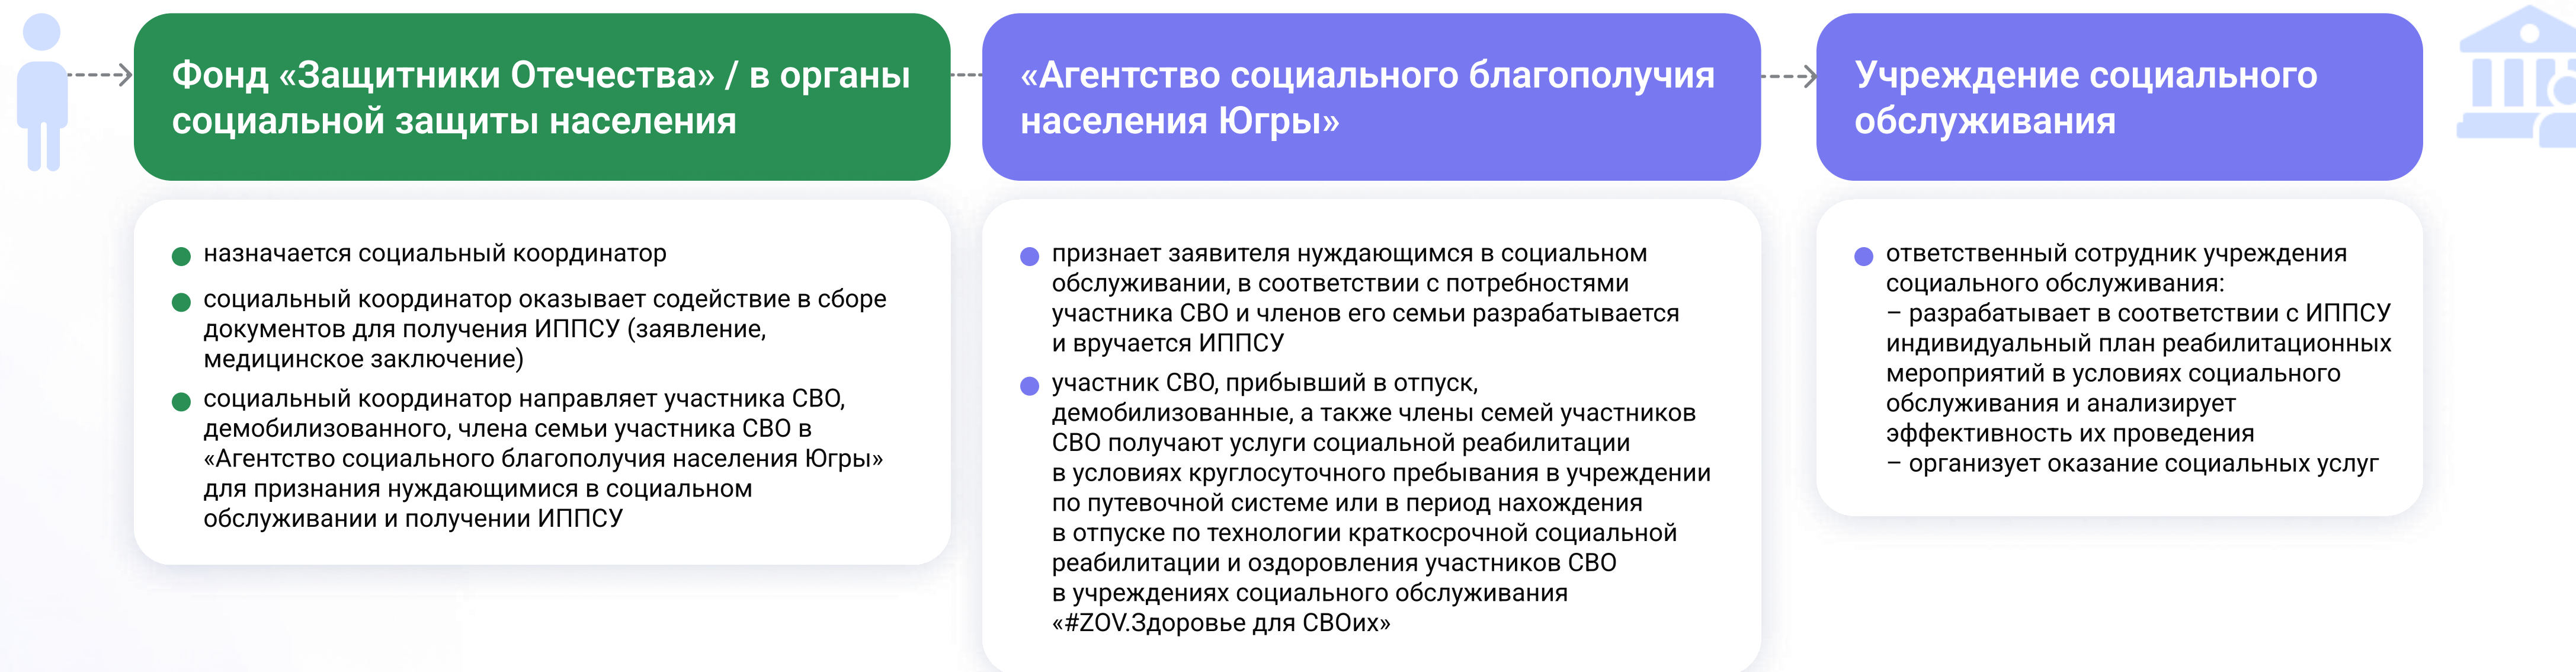 Фонд «Защитники Отечества» / в органы
социальной защиты населения
назначается социальный координатор
социальный координатор оказывает содействие в сборе
документов для получения ИППСУ (заявление,
медицинское заключение)
социальный координатор направляет участника СВО,
демобилизованного, члена семьи участника СВО в
«Агентство социального благополучия населения Югры»
для признания нуждающимися в социальном
обслуживании и получении ИППСУ
«Агентство социального благополучия
населения Югры»
признает заявителя нуждающимся в социальном
обслуживании, в соответствии с потребностями
участника СВО и членов его семьи разрабатывается
и вручается ИППСУ
участник СВО, прибывший в отпуск,
демобилизованные, а также члены семей участников
СВО получают услуги социальной реабилитации
в условиях круглосуточного пребывания в учреждении
по путевочной системе или в период нахождения
в отпуске по технологии краткосрочной социальной
реабилитации и оздоровления участников СВО
в учреждениях социального обслуживания
«#ZOV.Здоровье для СВОих»
Учреждение социального
обслуживания
ответственный сотрудник учреждения
социального обслуживания:
– разрабатывает в соответствии с ИППСУ
индивидуальный план реабилитационных
мероприятий в условиях социального
обслуживания и анализирует
эффективность их проведения
– организует оказание социальных услуг